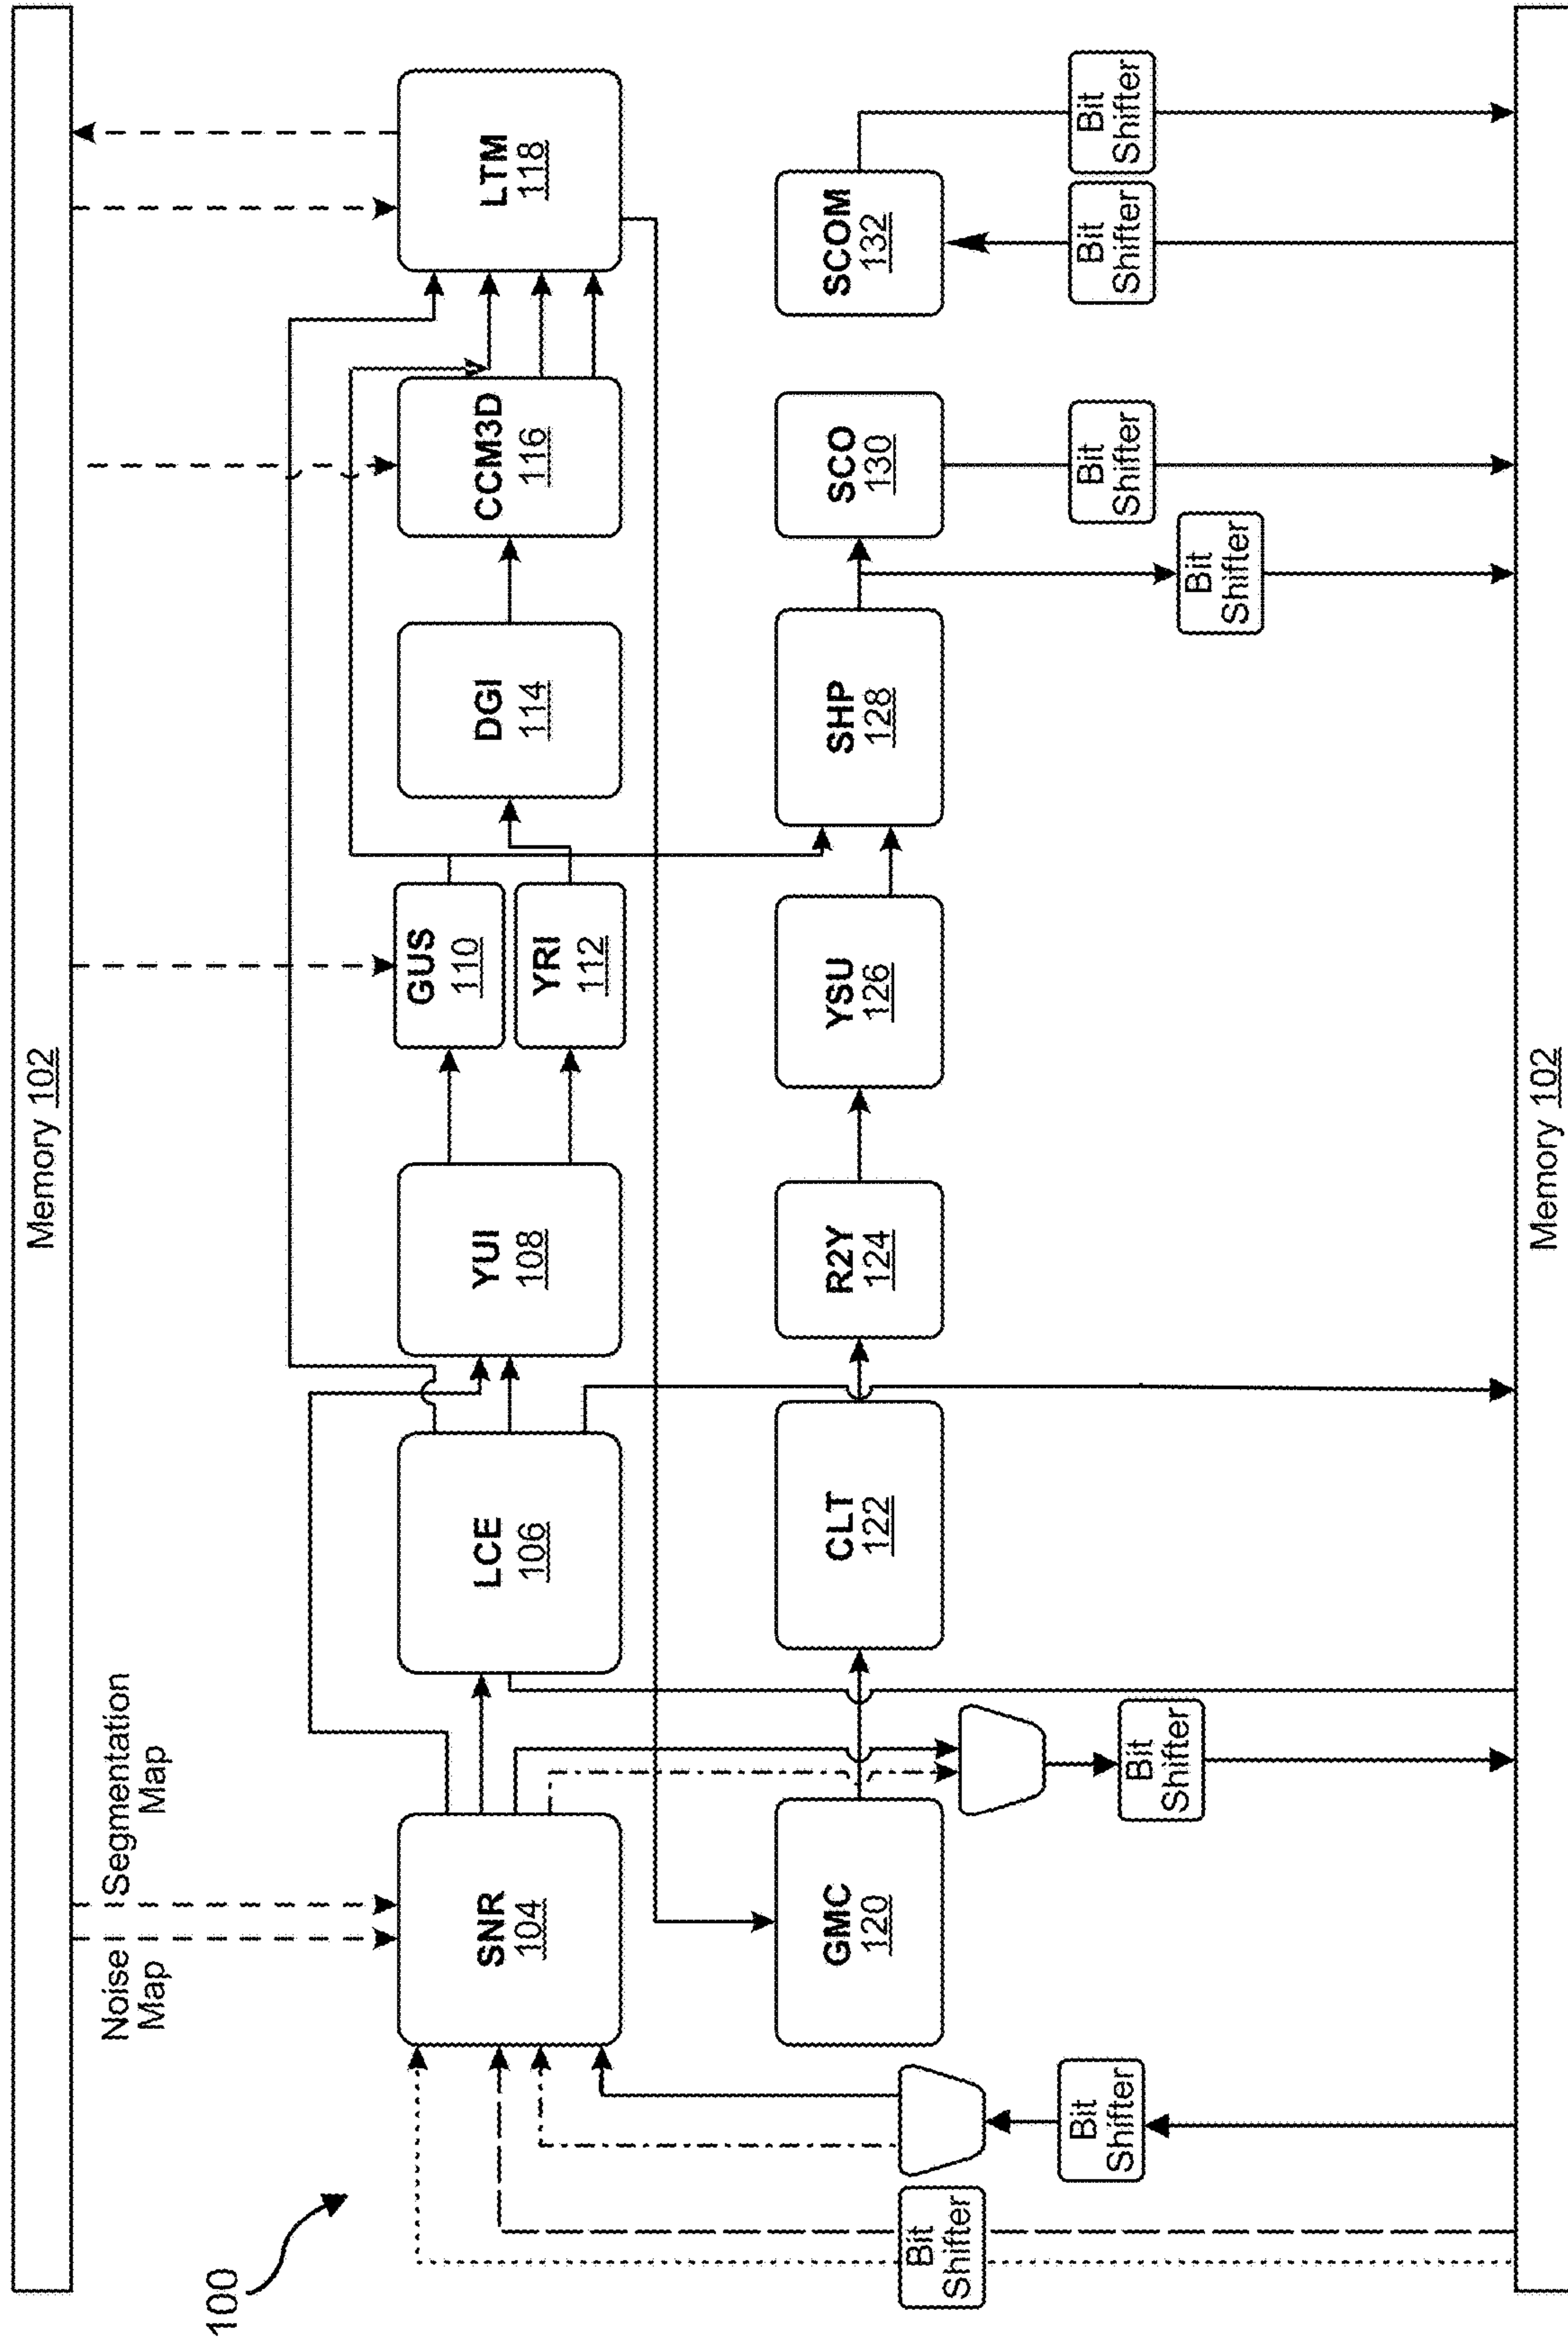 Memory 102
Noise
Map
Segmentation
Map
100
SNR
104
LCE
106
YUI
108
GUS
110
YRI
112
DGI
114
CCM3D
116
LTM
118
GMC
120
CLT
122
R2Y
124
YSU
126
SHP
128
SCO
130
SCOM
132
Bit
Shifter
Bit
Shifter
Bit
Shifter
Bit
Shifter
Bit
Shifter
Bit
Shifter
Bit
Shifter
Memory 102